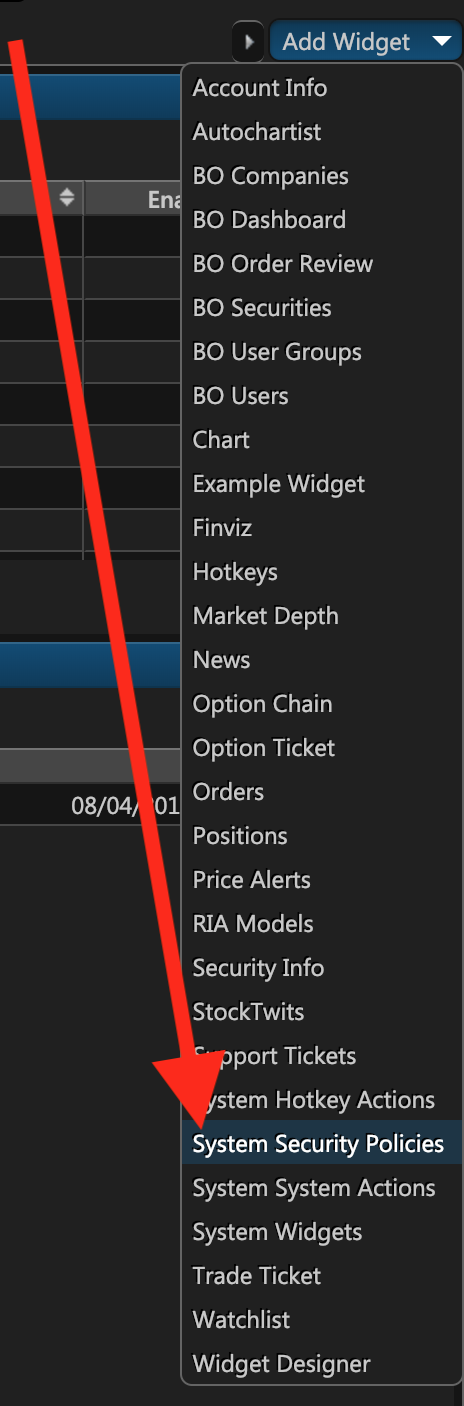 Add Widget
Account Info
Autochartist
BO Companies
Ena
BO Dashboard
BO Order Review
BO Securities
BO User Groups
BO Users
Chart
Example Widget
Finviz
Hotkeys
Market Depth
News
Option Chain
Option Ticket
Orders
08/04/201
Positions
Price Alerts
RIA Models
Security Info
StockTwits
Support Tickets
System Hotkey Actions
System Security Policies
System System Actions
System Widgets
Trade Ticket
Watchlist
Widget Designer